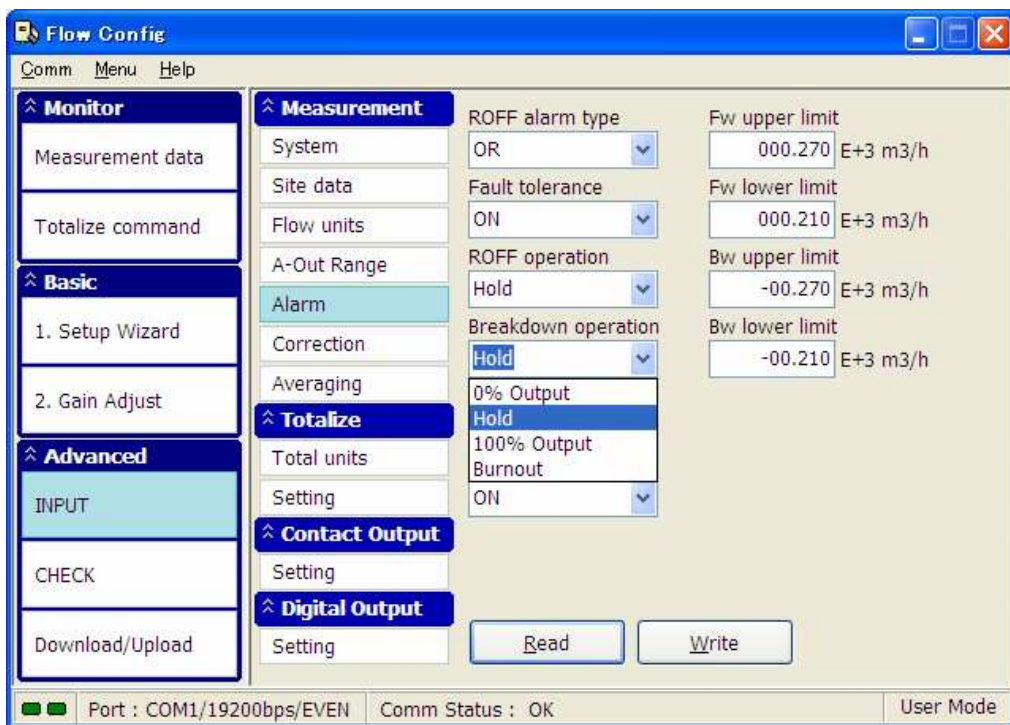 Flow Config
Comm Menu Help
Monitor
Measurement data
Totalize command
Basic
1. Setup Wizard
2. Gain Adjust
Advanced
INPUT
CHECK
Download/Upload
Measurement
System
Site data
Flow units
A-Out Range
Alarm
Correction
Averaging
Totalize
Total units
Setting
Contact Output
Setting
Digital Output
Setting
ROFF alarm type
OR
Fault tolerance
ON
ROFF operation
Hold
Breakdown operation
Hold
0% Output
Hold
100% Output
Burnout
ON
Fw upper limit
000.270 E+3 m3/h
Fw lower limit
000.210 E+3 m3/h
Bw upper limit
-00.270 E+3 m3/h
Bw lower limit
-00.210 E+3 m3/h
Read Write
Port : COM1/19200bps/EVEN Comm Status : OK User Mode